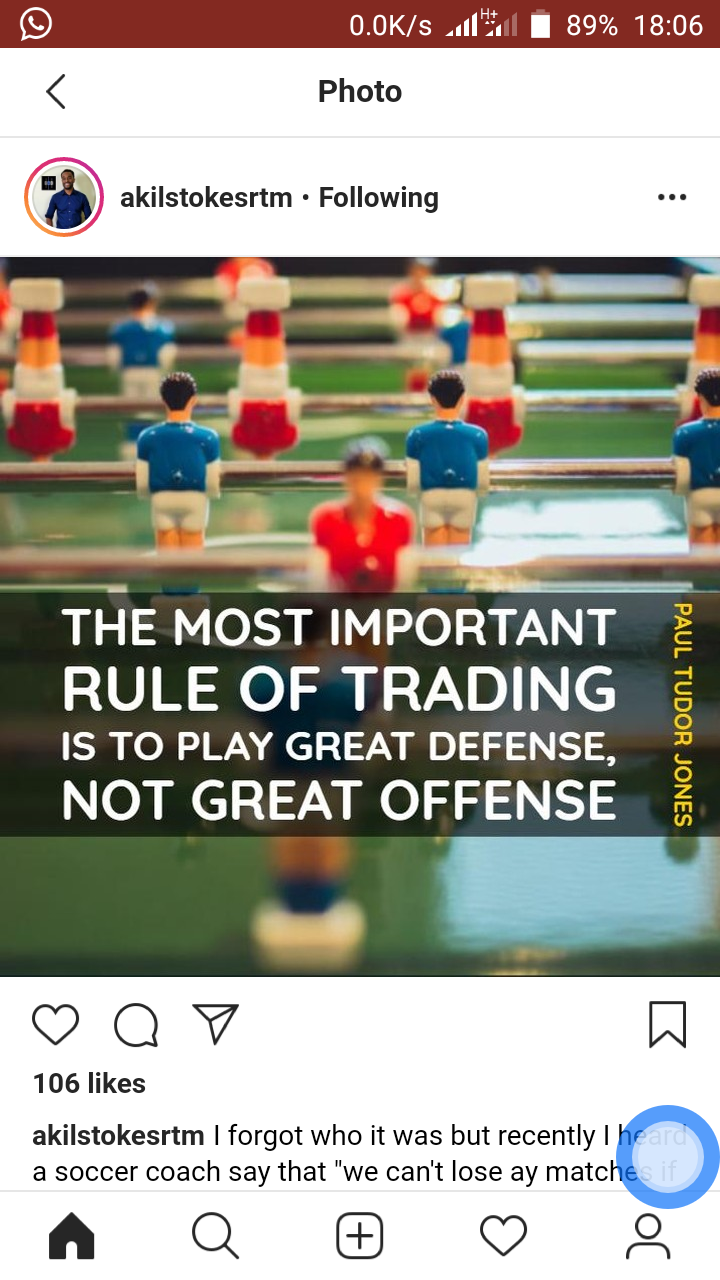 0.0K/s H+ 89% 18:06
Photo
akilstokesrtm • Following
THE MOST IMPORTANT
RULE OF TRADING
IS TO PLAY GREAT DEFENSE,
NOT GREAT OFFENSE
PAUL TUDOR JONES
106 likes
akilstokesrtm I forgot who it was but recently I heard
a soccer coach say that "we can't lose ay matches if